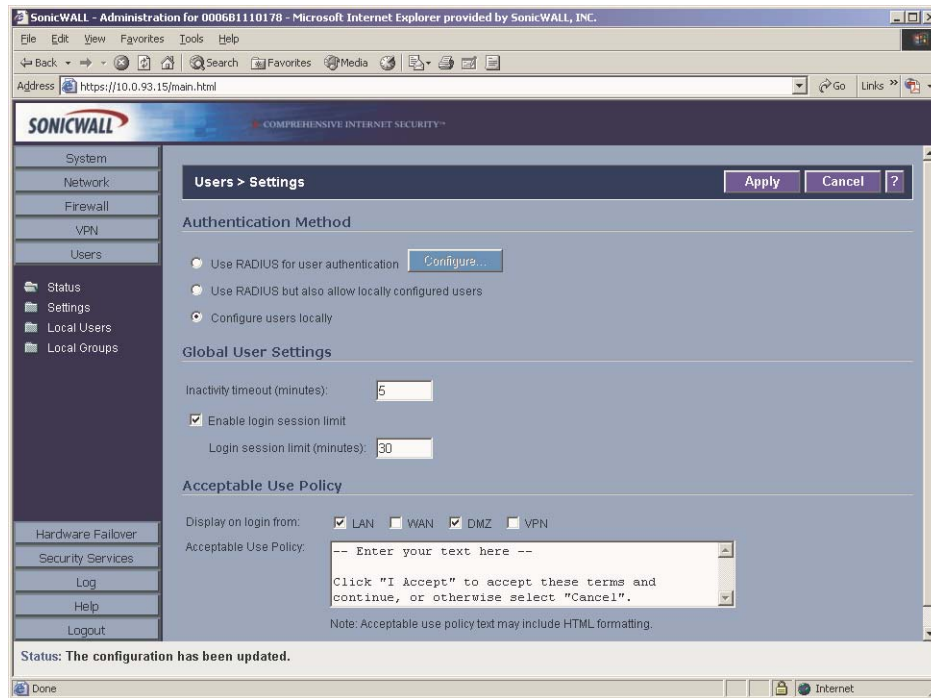 SonicWALL - Administration for 0006B1110178 - Microsoft Internet Explorer provided by SonicWALL, INC.
File Edit View Favorites Tools Help
Back Search Favorites Media
Address https://10.0.93.15/main.html Go Links »
SONICWALL COMPREHENSIVE INTERNET SECURITY™
System
Network
Firewall
VPN
Users
Status
Settings
Local Users
Local Groups
Hardware Failover
Security Services
Log
Help
Logout
Users > Settings Apply Cancel ?
Authentication Method
Use RADIUS for user authentication Configure...
Use RADIUS but also allow locally configured users
Configure users locally
Global User Settings
Inactivity timeout (minutes): 5
Enable login session limit
Login session limit (minutes): 30
Acceptable Use Policy
Display on login from: LAN WAN DMZ VPN
Acceptable Use Policy: -- Enter your text here --
Click "I Accept" to accept these terms and
continue, or otherwise select "Cancel".
Note: Acceptable use policy text may include HTML formatting.
Status: The configuration has been updated.
Done Internet